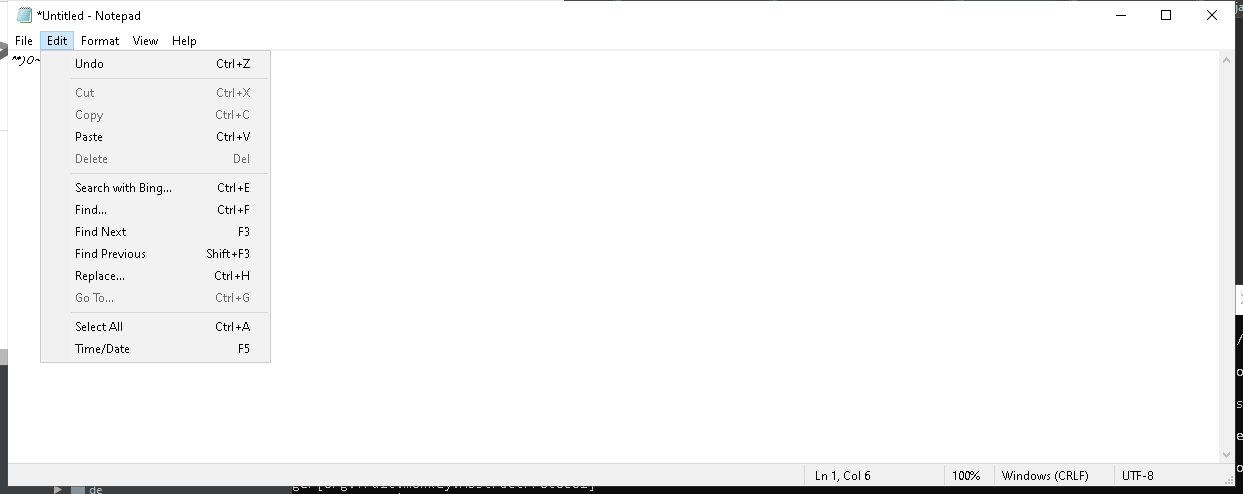 *Untitled - Notepad
File Edit Format View Help
Undo Ctrl+Z
Cut Ctrl+X
Copy Ctrl+C
Paste Ctrl+V
Delete Del
Search with Bing... Ctrl+E
Find... Ctrl+F
Find Next F3
Find Previous Shift+F3
Replace... Ctrl+H
Go To... Ctrl+G
Select All Ctrl+A
Time/Date F5
Ln 1, Col 6 100% Windows (CRLF) UTF-8
de